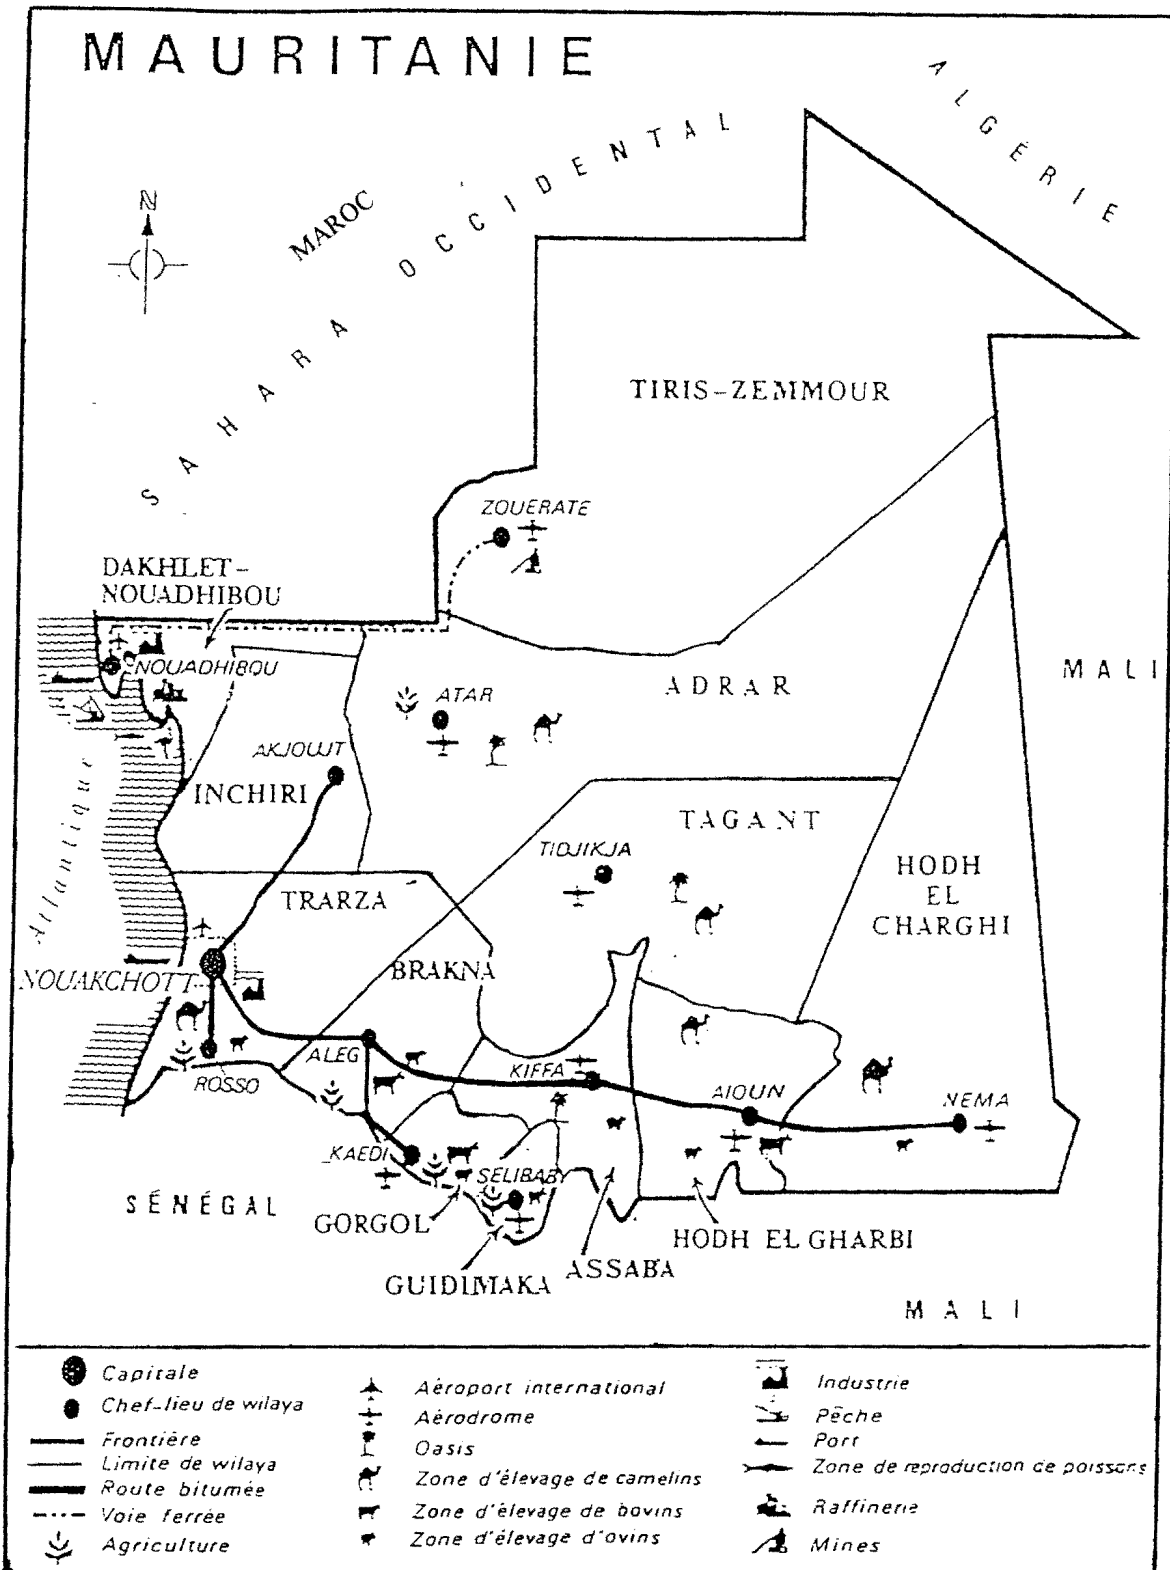 MAURITANIE
ALGÉRIE
SAHARA OCCIDENTAL
MAROC
N
TIRIS-ZEMMOUR
ZOUERATE
DAKHLET-
NOUADHIBOU
NOUADHIBOU
MALI
ADRAR
ATAR
AKJOUJT
INCHIRI
Atlantique
TAGANT
TIDJIKJA
HODH
EL
CHARGHI
TRARZA
BRAKNA
NOUAKCHOTT
ALEG
KIFFA
ROSSO
AIOUN
NEMA
KAEDI
SELIBABY
SÉNÉGAL
GORGOL
HODH EL GHARBI
ASSABA
GUIDIMAKA
MALI
Capitale
Chef-lieu de wilaya
Frontière
Limite de wilaya
Route bitumée
Voie ferrée
Agriculture
Aéroport international
Aérodrome
Oasis
Zone d'élevage de camelins
Zone d'élevage de bovins
Zone d'élevage d'ovins
Industrie
Pêche
Port
Zone de reproduction de poissons
Raffinerie
Mines